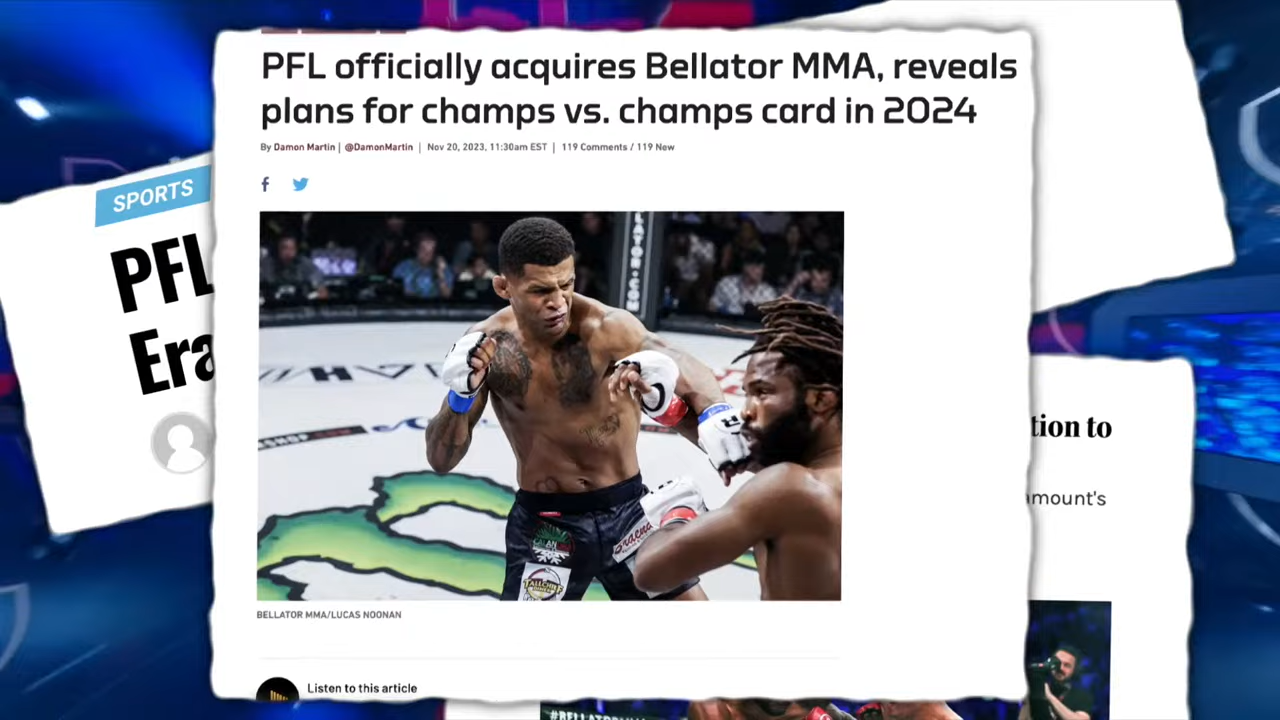 PFL officially acquires Bellator MMA, reveals
plans for champs vs. champs card in 2024
By Damon Martin | @DamonMartin | Nov 20, 2023, 11:30am EST | 119 Comments / 119 New
SPORTS
PFL
Era
BELLATOR MMA/LUCAS NOONAN
Listen to this article
tion to
amount's
TALLCHIEF
#BELLATOR